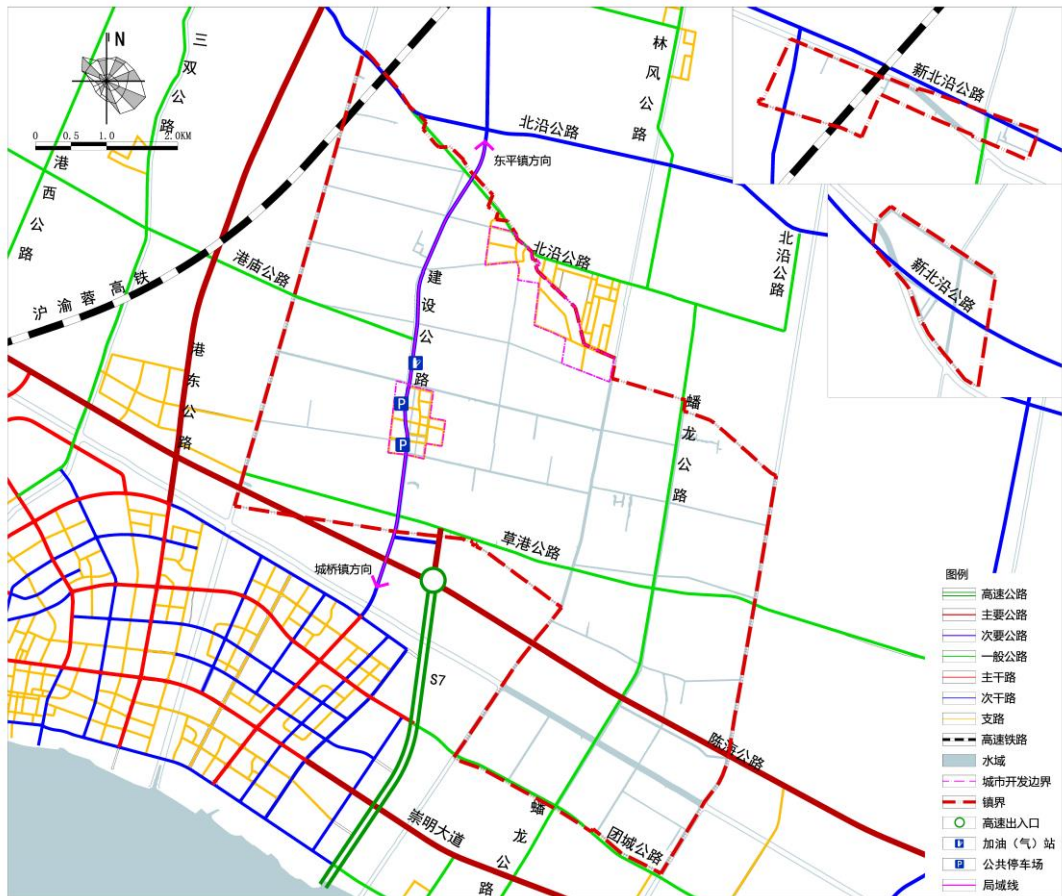 N
0 0.5 1.0 2.0KM
三双公路
港西公路
沪渝蓉高铁
港东公路
港庙公路
建设公路
林风公路
北沿公路
东平镇方向
北沿公路
北沿公路
新北沿公路
新北沿公路
蟠龙公路
草港公路
城桥镇方向
S7
陈海公路
崇明大道
蟠龙公路
团城公路
图例
高速公路
主要公路
次要公路
一般公路
主干路
次干路
支路
高速铁路
水域
城市开发边界
镇界
高速出入口
加油（气）站
P 公共停车场
局域线
P
P